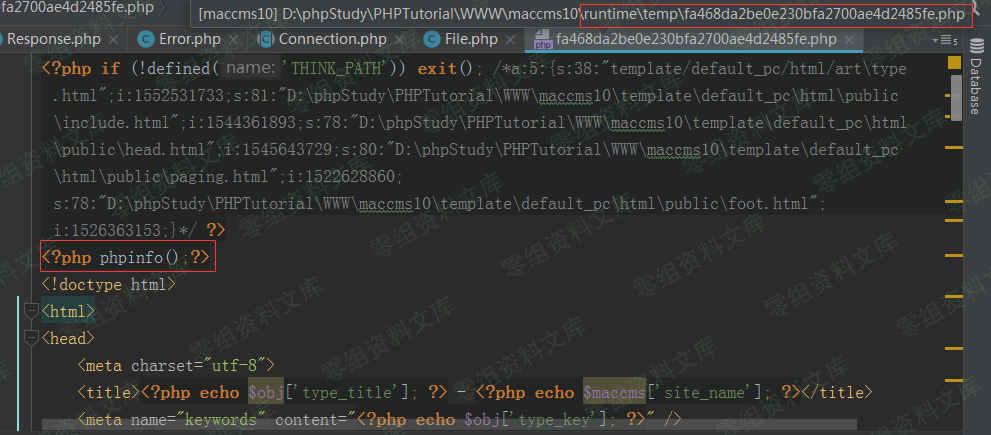 fa2700ae4d2485fe.php
[maccms10] D:\phpStudy\PHPTutorial\WWW\maccms10\runtime\temp\fa468da2be0e230bfa2700ae4d2485fe.php
Response.php × Error.php × Connection.php × File.php × fa468da2be0e230bfa2700ae4d2485fe.php × 5
<?php if (!defined( name: 'THINK_PATH')) exit(); /*a:5:{s:38:"template/default_pc/html/art\type
.html";i:1552531733;s:81:"D:\phpStudy\PHPTutorial\WWW\maccms10\template\default_pc\html\public
\include.html";i:1544361893;s:78:"D:\phpStudy\PHPTutorial\WWW\maccms10\template\default_pc\html
\public\head.html";i:1545643729;s:80:"D:\phpStudy\PHPTutorial\WWW\maccms10\template\default_pc
\html\public\paging.html";i:1522628860;
s:78:"D:\phpStudy\PHPTutorial\WWW\maccms10\template\default_pc\html\public\foot.html";
i:1526363153;}*/ ?>
<?php phpinfo();?>
<!doctype html>
<html>
<head>
<meta charset="utf-8">
<title><?php echo $obj['type_title']; ?> - <?php echo $maccms['site_name']; ?></title>
<meta name="keywords" content="<?php echo $obj['type_key']; ?>" />
Database
零组资料文库